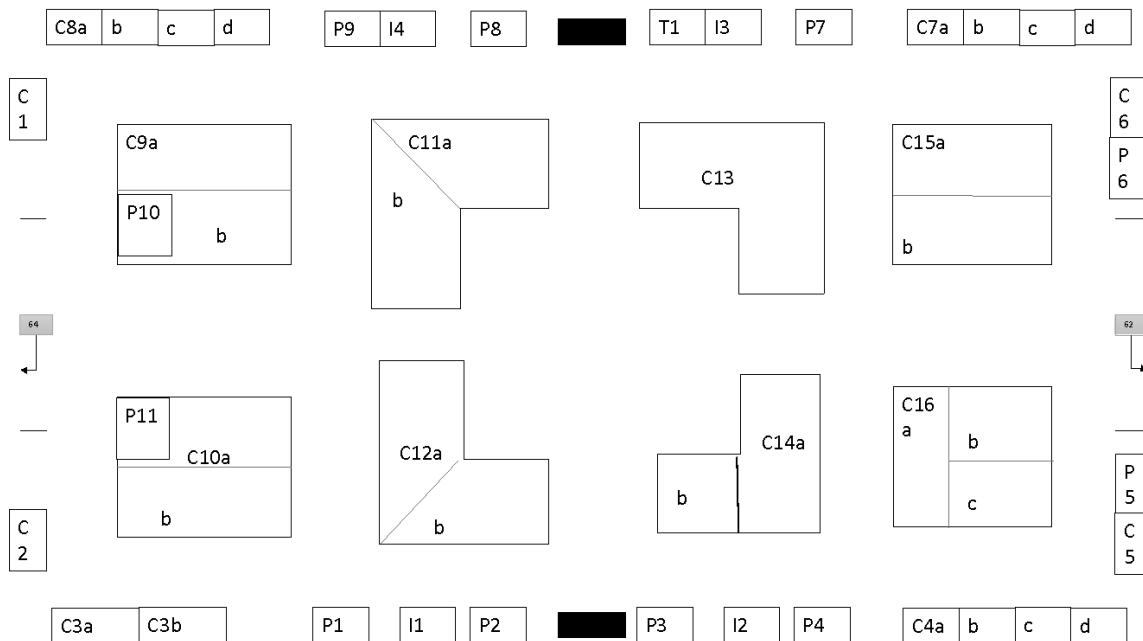 C8a b c d P9 I4 P8 T1 I3 P7 C7a b c d
C
1
C
6
P
6
C9a
P10
b
C11a
b
C13
C15a
b
64
62
P11
C10a
b
C12a
b
C14a
b
C16
a
b
c
P
5
C
5
C
2
C3a C3b P1 I1 P2 P3 I2 P4 C4a b c d